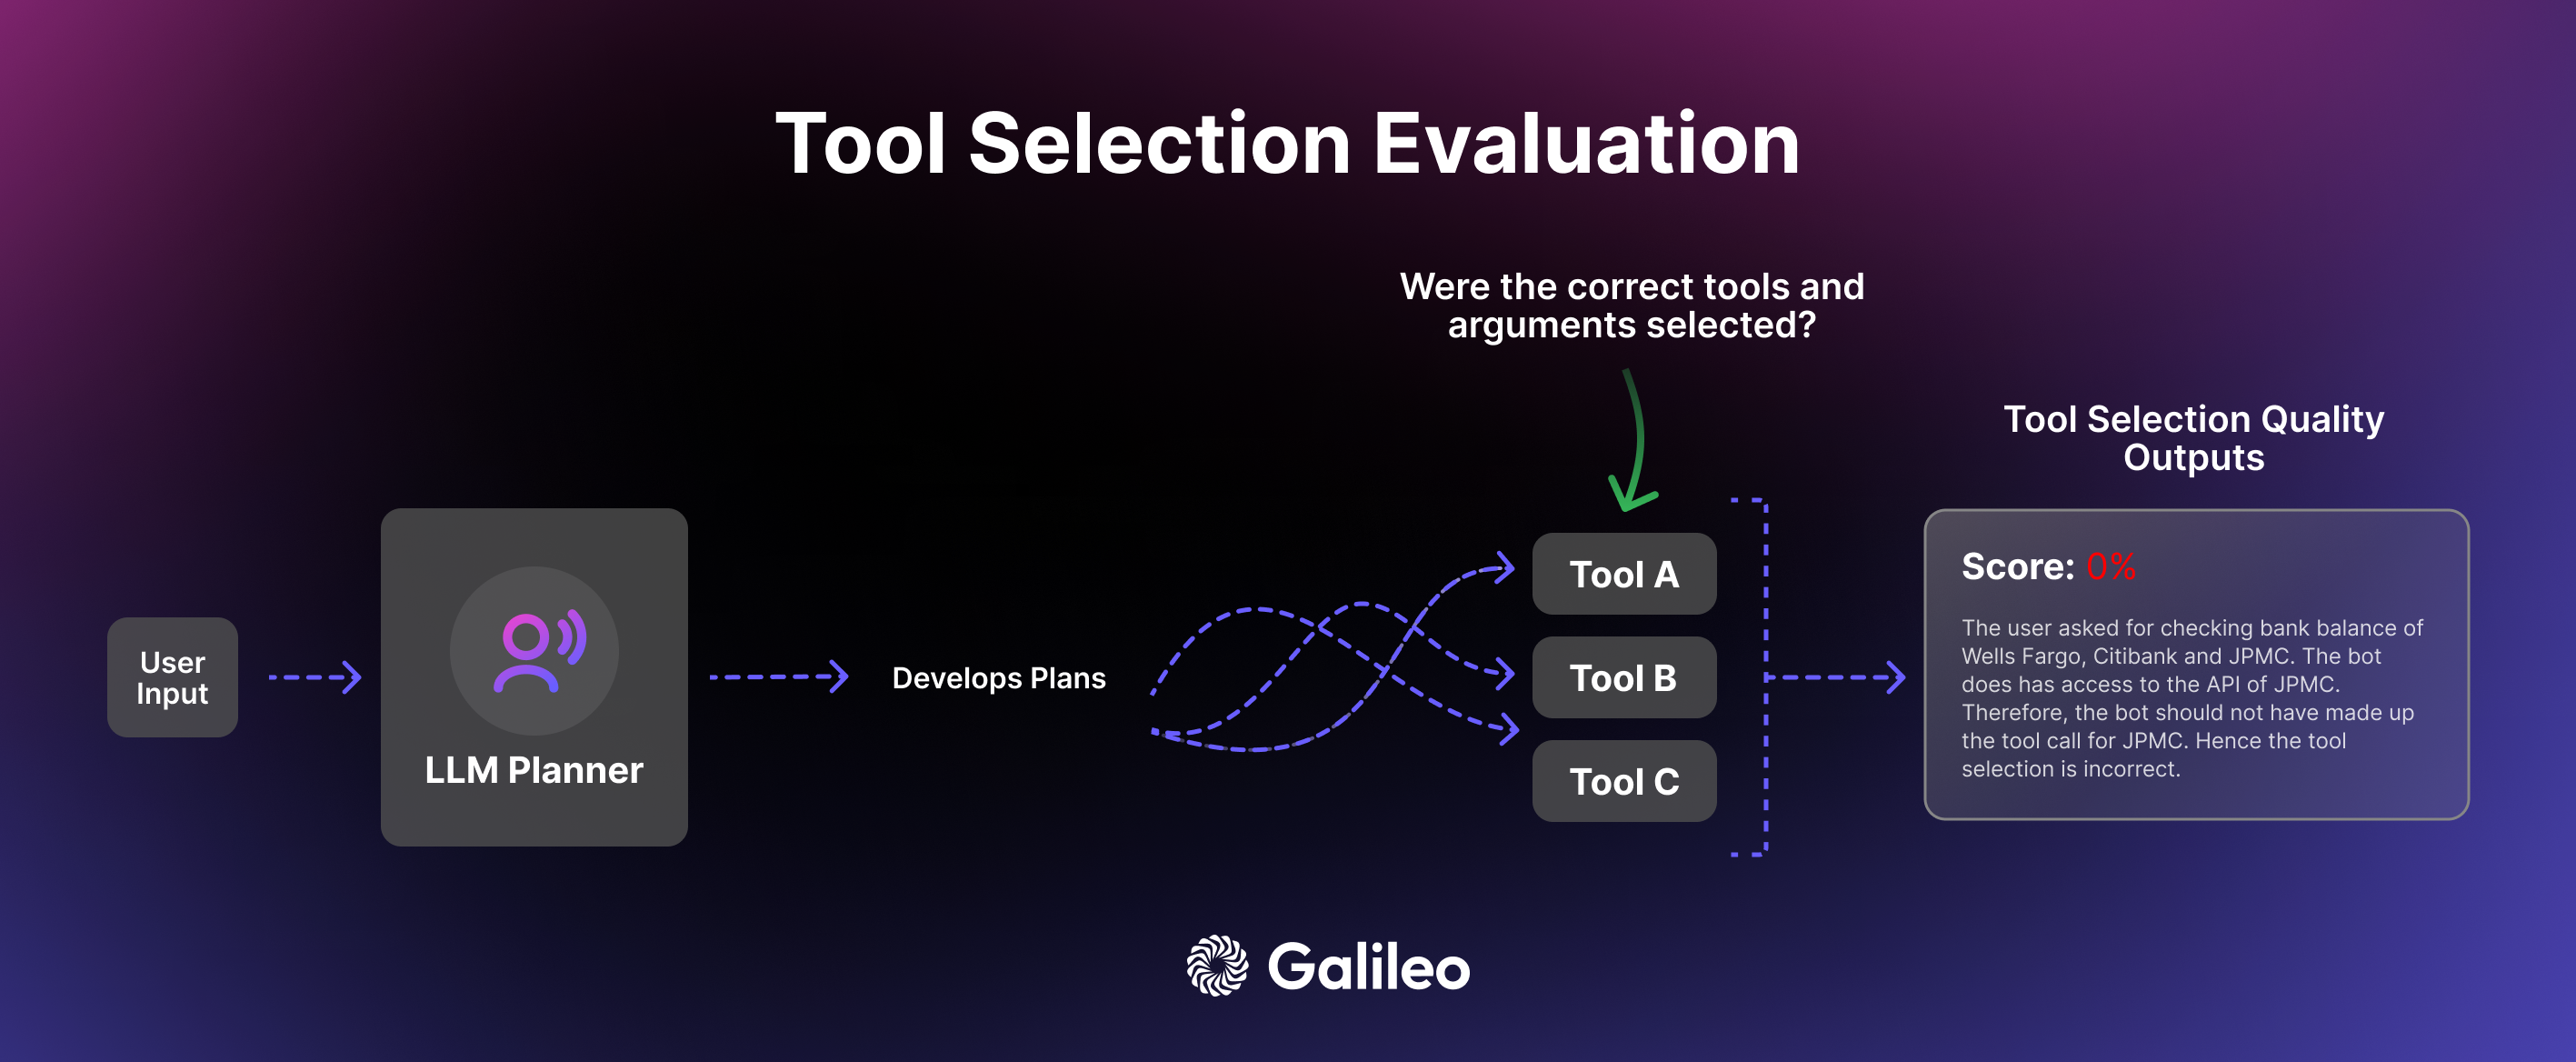 Tool Selection Evaluation
Were the correct tools and
arguments selected?
Tool Selection Quality
Outputs
User
Input
LLM Planner
Develops Plans
Tool A
Tool B
Tool C
Score: 0%
The user asked for checking bank balance of
Wells Fargo, Citibank and JPMC. The bot
does has access to the API of JPMC.
Therefore, the bot should not have made up
the tool call for JPMC. Hence the tool
selection is incorrect.
Galileo